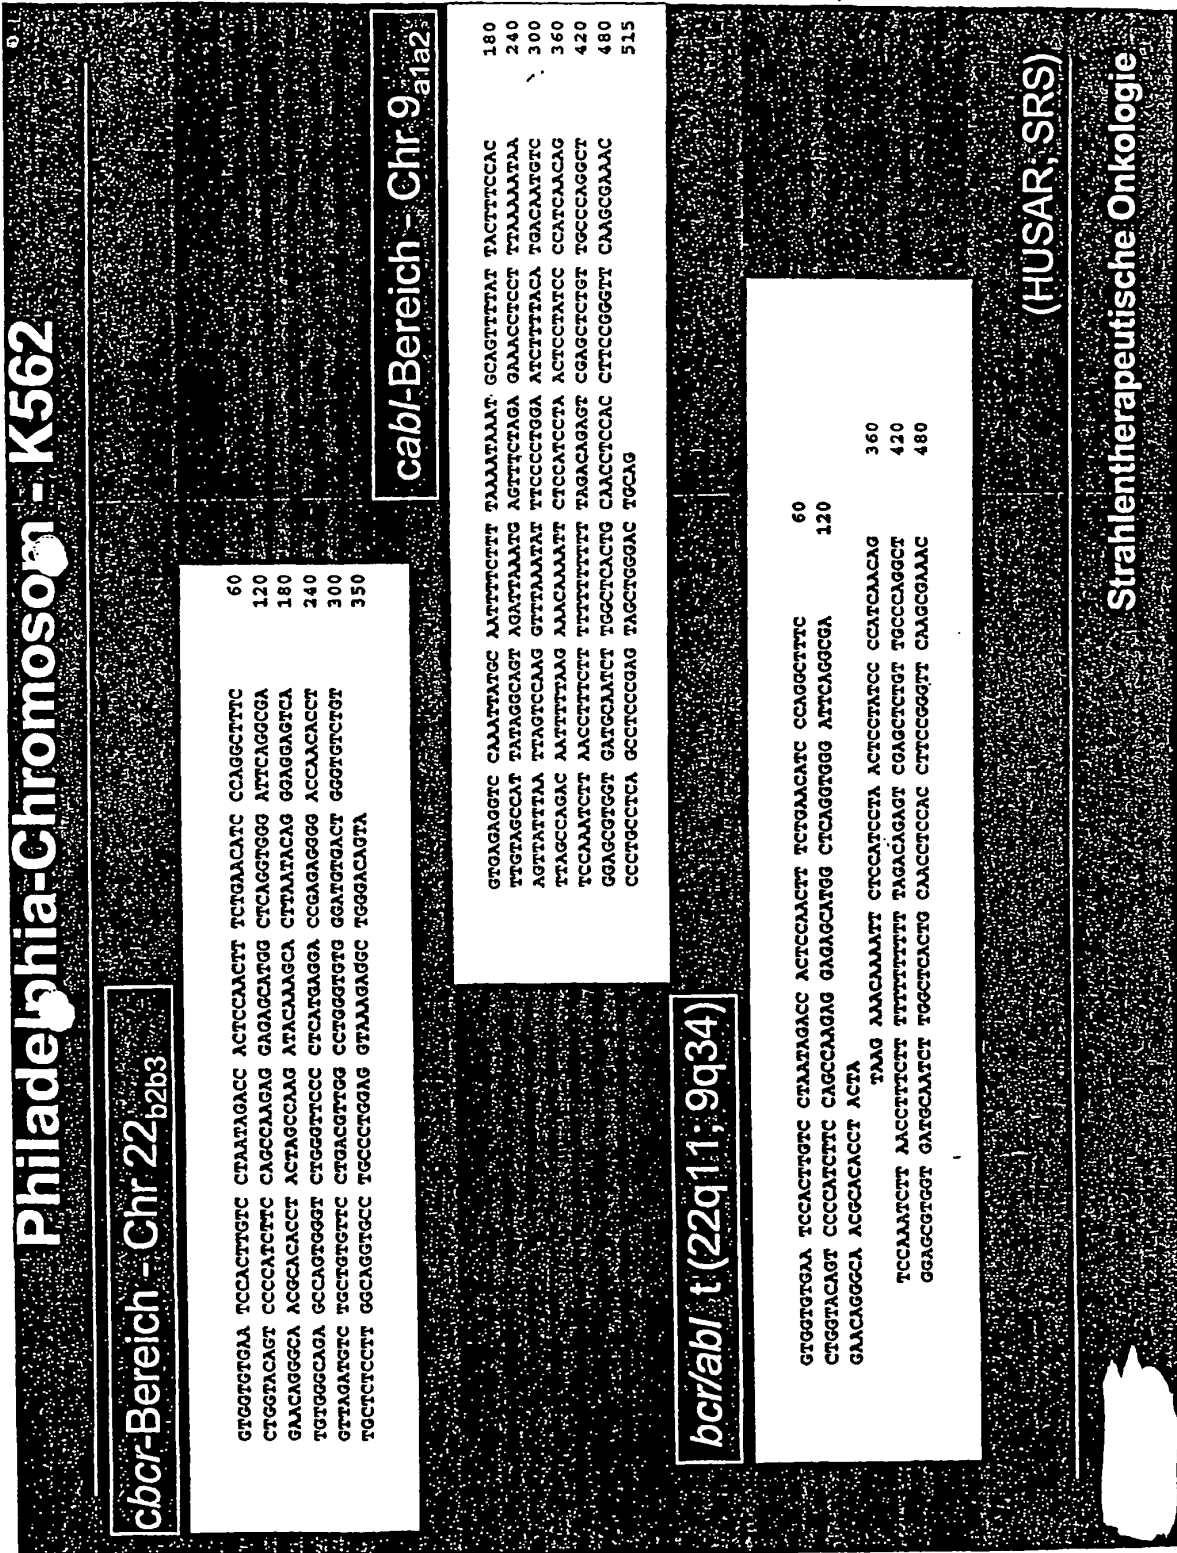 Philadelphia-Chromosom - K562
cbcr-Bereich - Chr 22 b2b3
GTGGTGTGAA TCCACTTGTC CTAATAGACC ACTCCAACTT TCTGAACATC CCAGGCTTTC 60
CTGGTACAGT CCCCATCTTC CAGCCAAGAG GAGAGCATGG CTCAGGTGGG ATTCAGGCGA 120
GAACAGGGCA ACGCACACCT ACTAGCCAAG ATACAAAGCA CTTAATACAG GGAGGAGTCA 180
TGTGGGCAGA GCCAGTGGGT CTGGGTTCCC CTCATGAGGA CCGAGAGGGG ACCAACACCT 240
GTTAGATGTC TGCTGTGTTC CTGACGTTGG CCTGGGTGTG GGATGTGACT GGGTGTCTGT 300
TGCTCTCCTT GGCAGGTGCC TGCCCTGGAG GTAAAGAGGC TGGGACAGTA 350
cabl-Bereich - Chr 9 a1a2
GTGAGAGGTC CAAATTATGC AATTTTCTTT TAAAATAAAT GCAGTTTTAT TACTTTCCAC 180
TTGTAGCCAT TATAGGCAGT AGATTAAATG AGTTTCTAGA GAAACCTCCT TTAAAAATAA 240
AGTTATTTAA TTAGTCCAAG GTTTAAATAT TTCCCCTGGA ATCTTTTACA TGACAATGTC 300
TTAGCCAGAC AATTTTTAAG AAACAAAATT CTCCATCCTA ACTCCTATCC CCATCAACAG 360
TCCAAATCTT AACCTTTCTT TTTTTTTTTT TAGACAGAGT CGAGCTCTGT TGCCCAGGCT 420
GGAGCGTGGT GATGCAATCT TGGCTCACTG CAACCTCCAC CTTCCGGGTT CAAGCGAAAC 480
CCCTGCCTCA GCCTCCCGAG TAGCTGGGAC TGCAG 515
bcr/abl t (22q11; 9q34)
GTGGTGTGAA TCCACTTGTC CTAATAGACC ACTCCAACTT TCTGAACATC CCAGGCTTTC 60
CTGGTACAGT CCCCATCTTC CAGCCAAGAG GAGAGCATGG CTCAGGTGGG ATTCAGGCGA 120
GAACAGGGCA ACGCACACCT ACTA
TAAG AAACAAAATT CTCCATCCTA ACTCCTATCC CCATCAACAG 360
TCCAAATCTT AACCTTTCTT TTTTTTTTTT TAGACAGAGT CGAGCTCTGT TGCCCAGGCT 420
GGAGCGTGGT GATGCAATCT TGGCTCACTG CAACCTCCAC CTTCCGGGTT CAAGCGAAAC 480
(HUSAR, SRS)
Strahlentherapeutische Onkologie